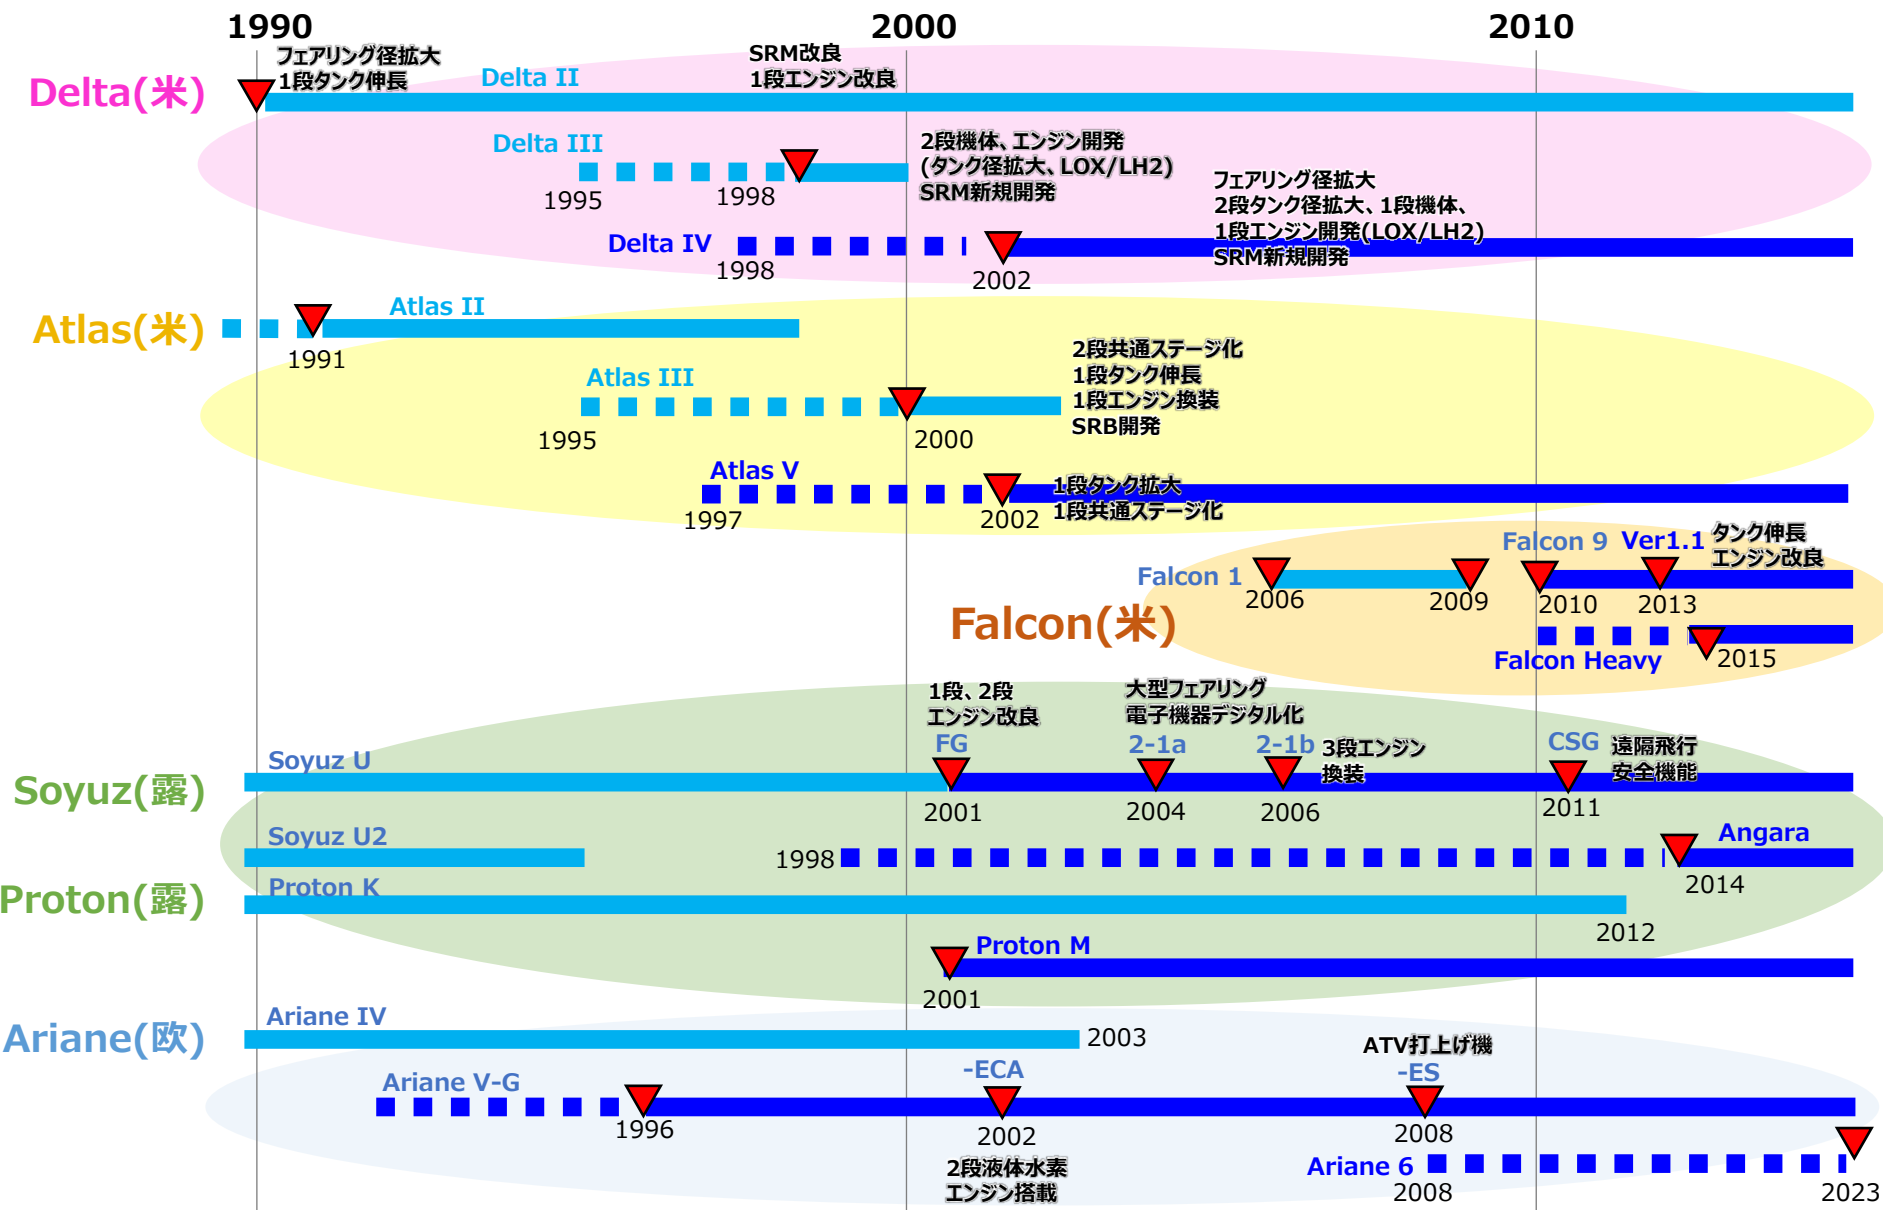 1990
2000
2010
Delta(米)
フェアリング径拡大
1段タンク伸長
Delta II
SRM改良
1段エンジン改良
Delta III
1995
1998
2段機体、エンジン開発
(タンク径拡大、LOX/LH2)
SRM新規開発
Delta IV
1998
2002
フェアリング径拡大
2段タンク径拡大、1段機体、
1段エンジン開発(LOX/LH2)
SRM新規開発
Atlas(米)
Atlas II
1991
Atlas III
1995
2000
2段共通ステージ化
1段タンク伸長
1段エンジン換装
SRB開発
Atlas V
1997
2002
1段タンク拡大
1段共通ステージ化
Falcon(米)
Falcon 1
2006
2009
Falcon 9
2010
Ver1.1
2013
タンク伸長
エンジン改良
Falcon Heavy
2015
Soyuz(露)
Soyuz U
1段、2段
エンジン改良
FG
2001
大型フェアリング
電子機器デジタル化
2-1a
2004
2-1b
2006
3段エンジン
換装
CSG
2011
遠隔飛行
安全機能
Soyuz U2
1998
Angara
2014
Proton(露)
Proton K
2012
Proton M
2001
Ariane(欧)
Ariane IV
2003
Ariane V-G
1996
-ECA
2002
2段液体水素
エンジン搭載
ATV打上げ機
-ES
2008
Ariane 6
2008
2023